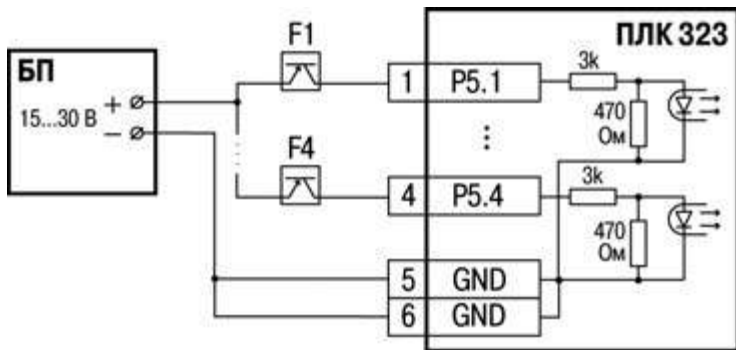 F1
ПЛК 323
БП
15...30 В
+
–
1
P5.1
3k
470
Ом
F4
4
P5.4
3k
470
Ом
5
GND
6
GND